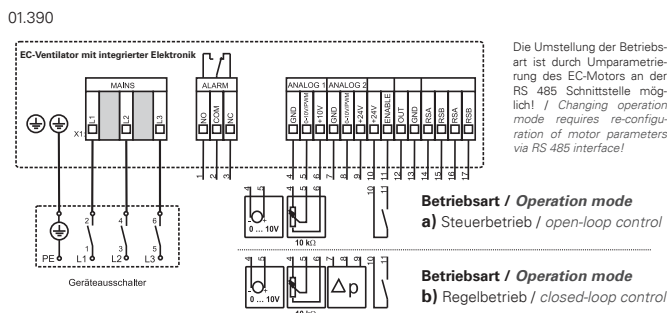 01.390
EC-Ventilator mit integrierter Elektronik
MAINS
ALARM
ANALOG 1
ANALOG 2
X1
L1
L2
L3
NO
COM
NC
GND
0-10V/PWM
+10V
GND
0-10V/PWM
+24V
+24V
ENABLE
OUT
GND
RSA
RSB
RSA
RSB
1
2
3
4
5
6
7
8
9
10
11
12
13
14
15
16
17
Die Umstellung der Betriebs-
art ist durch Umparametrie-
rung des EC-Motors an der
RS 485 Schnittstelle mög-
lich! / Changing operation
mode requires re-configu-
ration of motor parameters
via RS 485 interface!
2
4
6
1
3
5
PE
L1
L2
L3
Geräteausschalter
4
5
4
5
6
10
11
0 ... 10V
10 kΩ
Betriebsart / Operation mode
a) Steuerbetrieb / open-loop control
4
5
4
5
6
7
8
9
10
11
0 ... 10V
10 kΩ
Δp
Betriebsart / Operation mode
b) Regelbetrieb / closed-loop control